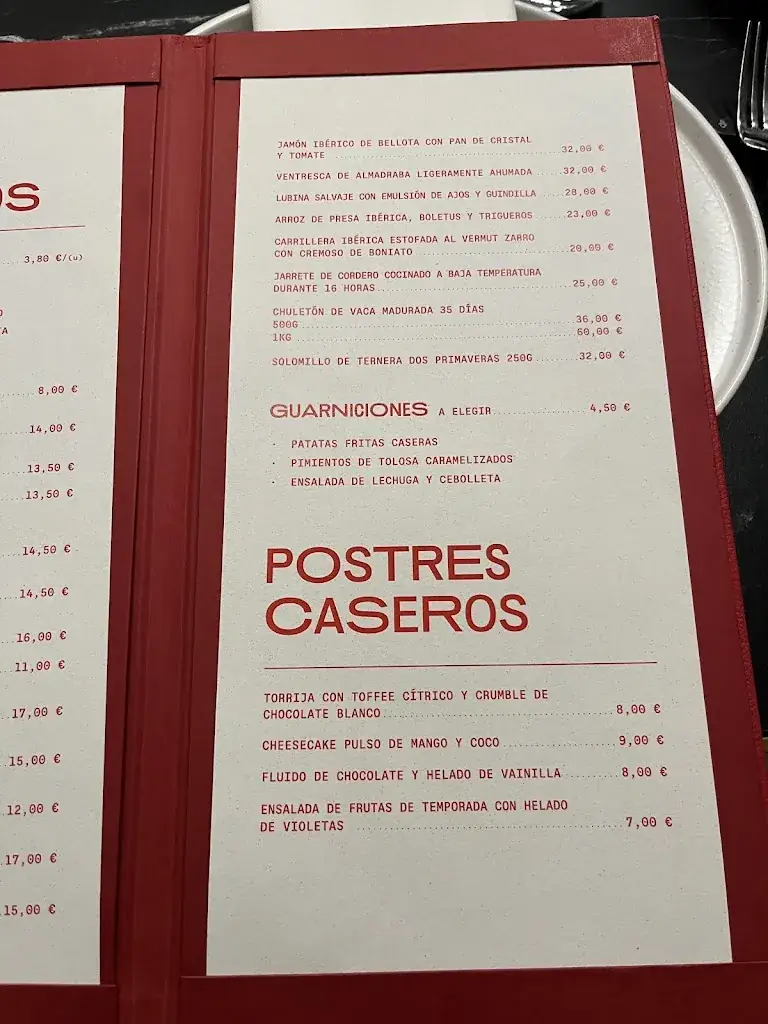 OS
3,80 €/(u)
8,00 €
14,00 €
13,50 €
13,50 €
14,50 €
14,50 €
16,00 €
11,00 €
17,00 €
15,00 €
12,00 €
17,00 €
15,00 €
JAMÓN IBÉRICO DE BELLOTA CON PAN DE CRISTAL
Y TOMATE 32,00 €
VENTRESCA DE ALMADRABA LIGERAMENTE AHUMADA 32,00 €
LUBINA SALVAJE CON EMULSIÓN DE AJOS Y GUINDILLA 28,00 €
ARROZ DE PRESA IBÉRICA, BOLETUS Y TRIGUEROS 23,00 €
CARRILLERA IBÉRICA ESTOFADA AL VERMUT ZARRO
CON CREMOSO DE BONIATO 20,00 €
JARRETE DE CORDERO COCINADO A BAJA TEMPERATURA
DURANTE 16 HORAS 25,00 €
CHULETÓN DE VACA MADURADA 35 DÍAS
500G 36,00 €
1KG 60,00 €
SOLOMILLO DE TERNERA DOS PRIMAVERAS 250G 32,00 €
GUARNICIONES A ELEGIR 4,50 €
· PATATAS FRITAS CASERAS
· PIMIENTOS DE TOLOSA CARAMELIZADOS
· ENSALADA DE LECHUGA Y CEBOLLETA
POSTRES
CASEROS
TORRIJA CON TOFFEE CÍTRICO Y CRUMBLE DE
CHOCOLATE BLANCO 8,00 €
CHEESECAKE PULSO DE MANGO Y COCO 9,00 €
FLUIDO DE CHOCOLATE Y HELADO DE VAINILLA 8,00 €
ENSALADA DE FRUTAS DE TEMPORADA CON HELADO
DE VIOLETAS 7,00 €